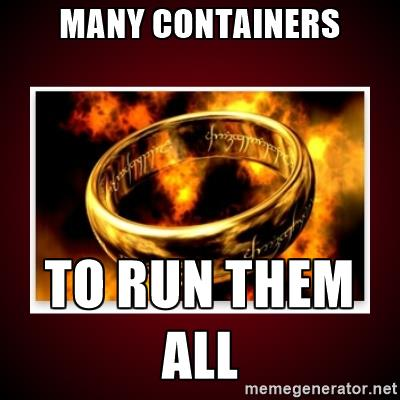 MANY CONTAINERS
TO RUN THEM
ALL
memegenerator.net